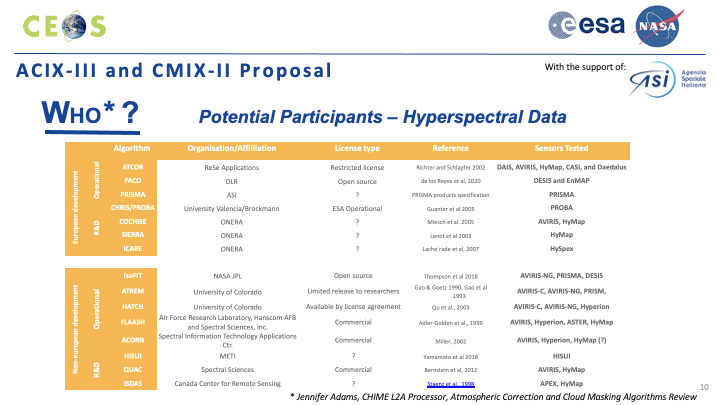 CEOS
esa
NASA
ACIX-III and CMIX-II Proposal
With the support of:
asi Agenzia
Spaziale
Italiana
WHO* ?
Potential Participants – Hyperspectral Data
Algorithm Organisation/Affiliation License type Reference Sensors Tested
European development
Operational
ATCOR ReSe Applications Restricted license Richter and Schlapfer 2002 DAIS, AVIRIS, HyMap, CASI, and Daedalus
PACO DLR Open source de los Reyes et al, 2020 DESIS and EnMAP
PRISMA ASI ? PRISMA products specification PRISMA
CHRIS/PROBA University Valencia/Brockmann ESA Operational Guanter et al 2005 PROBA
R&D
COCHISE ONERA ? Miesch et al. 2005 AVIRIS, HyMap
SIERRA ONERA ? Lenot et al 2003 HyMap
ICARE ONERA ? Lache´rade et al, 2007 HySpex
Non-european development
Operational
IsoFIT NASA JPL Open source Thompson et al 2018 AVIRIS-NG, PRISMA, DESIS
ATREM University of Colorado Limited release to researchers Gao & Goetz 1990, Gao et al
1993 AVIRIS-C, AVIRIS-NG, PRISMA,
HATCH University of Colorado Available by license agreement Qu et al., 2003 AVIRIS-C, AVIRIS-NG, Hyperion
FLAASH Air Force Research Laboratory, Hanscom AFB
and Spectral Sciences, Inc. Commercial Adler-Golden et al., 1999 AVIRIS, Hyperion, ASTER, HyMap
ACORN Spectral Information Technology Applications
Ctr. Commercial Miller, 2002 AVIRIS, Hyperion, HyMap (?)
R&D
HISUI METI ? Yamamoto et al 2018 HISUI
QUAC Spectral Sciences Commercial Bernstein et al, 2012 AVIRIS, HyMap
ISDAS Canada Center for Remote Sensing ? Staenz et al., 1998 APEX, HyMap
10
* Jennifer Adams, CHIME L2A Processor, Atmospheric Correction and Cloud Masking Algorithms Review